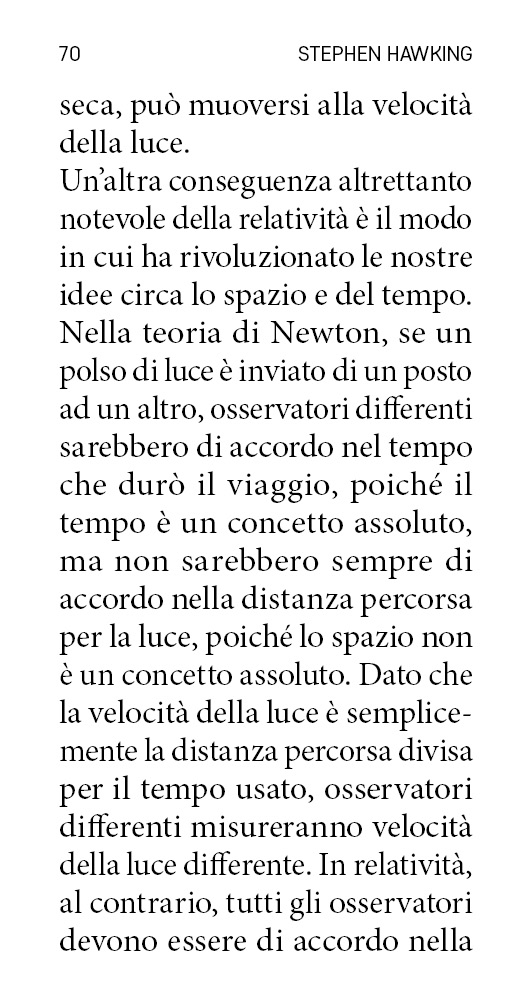 70 STEPHEN HAWKING
seca, può muoversi alla velocità
della luce.
Un’altra conseguenza altrettanto
notevole della relatività è il modo
in cui ha rivoluzionato le nostre
idee circa lo spazio e del tempo.
Nella teoria di Newton, se un
polso di luce è inviato di un posto
ad un altro, osservatori differenti
sarebbero di accordo nel tempo
che durò il viaggio, poiché il
tempo è un concetto assoluto,
ma non sarebbero sempre di
accordo nella distanza percorsa
per la luce, poiché lo spazio non
è un concetto assoluto. Dato che
la velocità della luce è semplice-
mente la distanza percorsa divisa
per il tempo usato, osservatori
differenti misureranno velocità
della luce differente. In relatività,
al contrario, tutti gli osservatori
devono essere di accordo nella